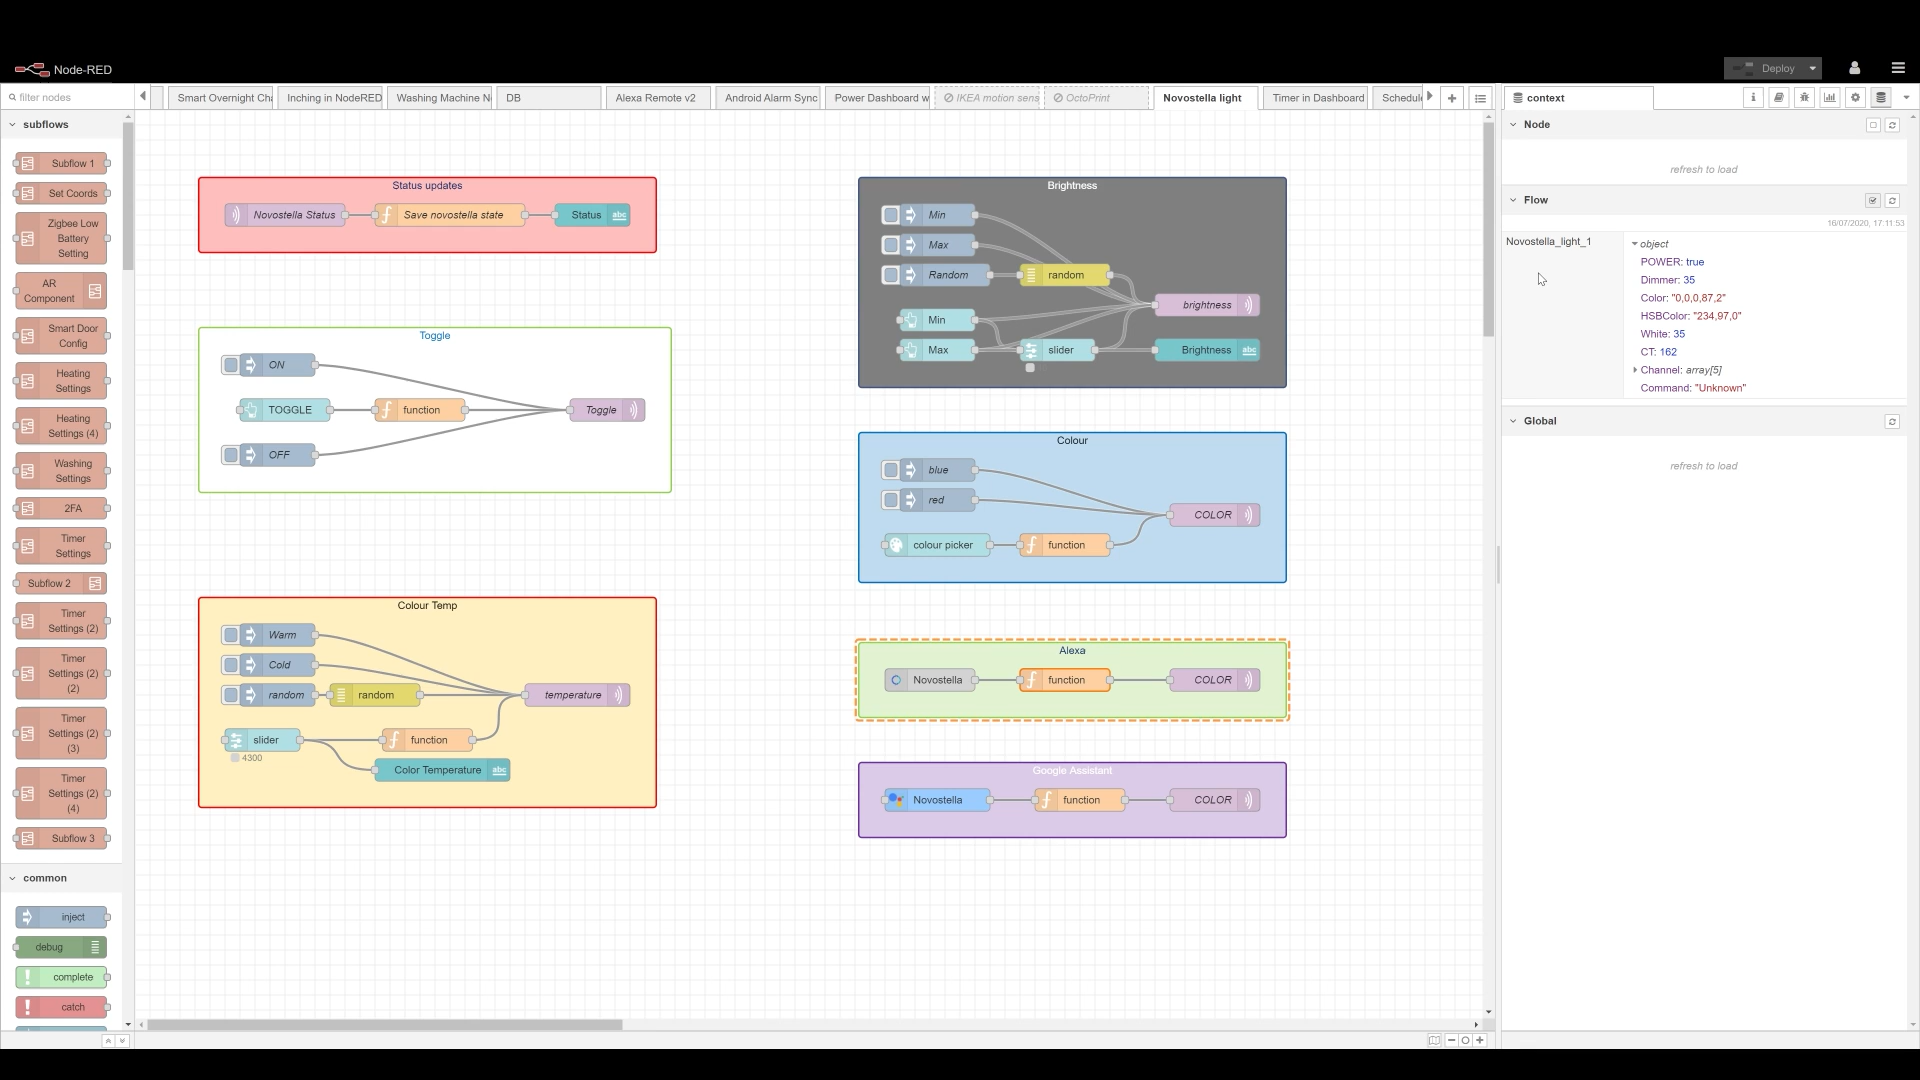 Node-RED
Deploy
filter nodes
Smart Overnight Cha
Inching in NodeRED
Washing Machine N
DB
Alexa Remote v2
Android Alarm Sync
Power Dashboard w
IKEA motion sens
OctoPrint
Novostella light
Timer in Dashboard
Schedule
context
subflows
Subflow 1
Set Coords
Zigbee Low
Battery
Setting
AR
Component
Smart Door
Config
Heating
Settings
Heating
Settings (4)
Washing
Settings
2FA
Timer
Settings
Subflow 2
Timer
Settings (2)
Timer
Settings (2)
(2)
Timer
Settings (2)
(3)
Timer
Settings (2)
(4)
Subflow 3
common
inject
debug
complete
catch
Status updates
Novostella Status
Save novostella state
Status
abc
Toggle
ON
TOGGLE
function
Toggle
OFF
Colour Temp
Warm
Cold
random
random
temperature
slider
4300
function
Color Temperature
abc
Brightness
Min
Max
Random
random
brightness
Min
Max
slider
Brightness
abc
Colour
blue
red
COLOR
colour picker
function
Alexa
Novostella
function
COLOR
Google Assistant
Novostella
function
COLOR
Node
refresh to load
Flow
16/07/2020, 17:11:53
Novostella_light_1
object
POWER: true
Dimmer: 35
Color: "0,0,0,87,2"
HSBColor: "234,97,0"
White: 35
CT: 162
Channel: array[5]
Command: "Unknown"
Global
refresh to load